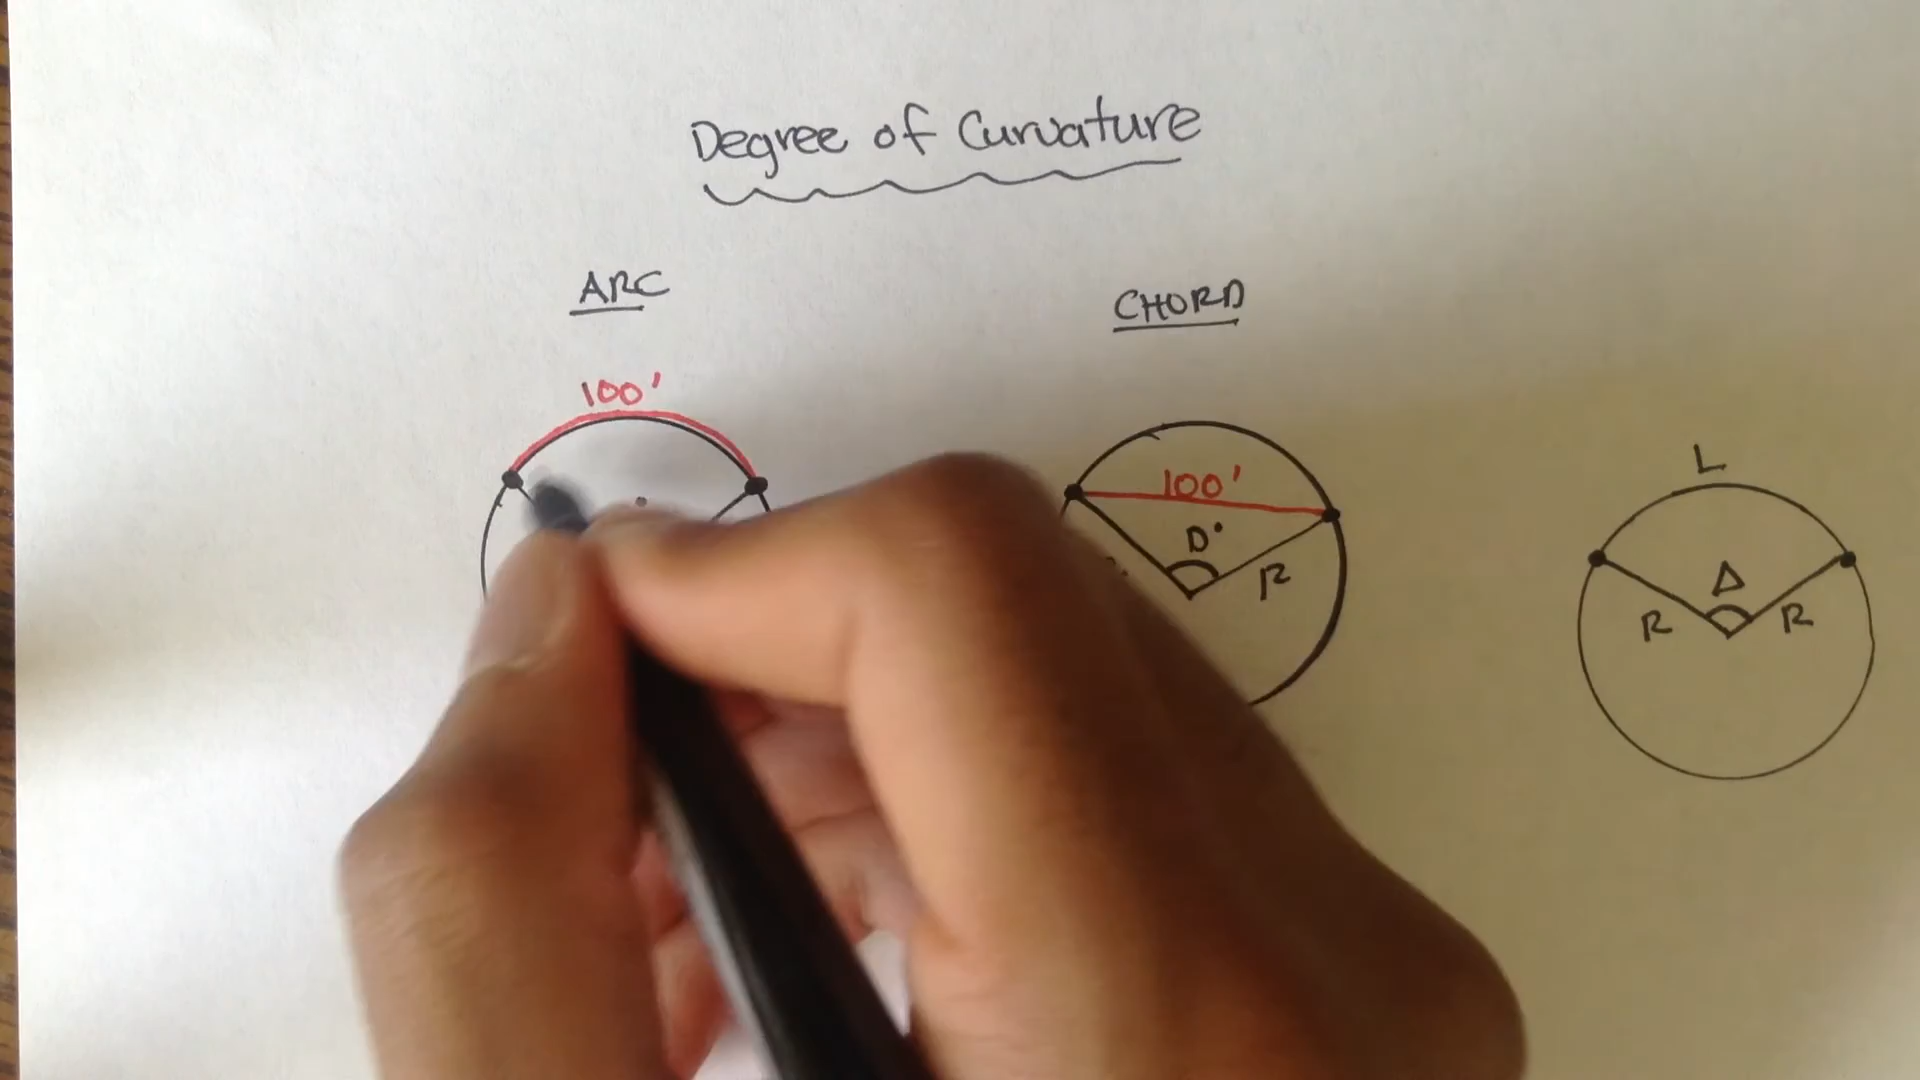 Degree of Curvature
ARC
CHORD
100'
100'
D°
R
L
Δ
R
R